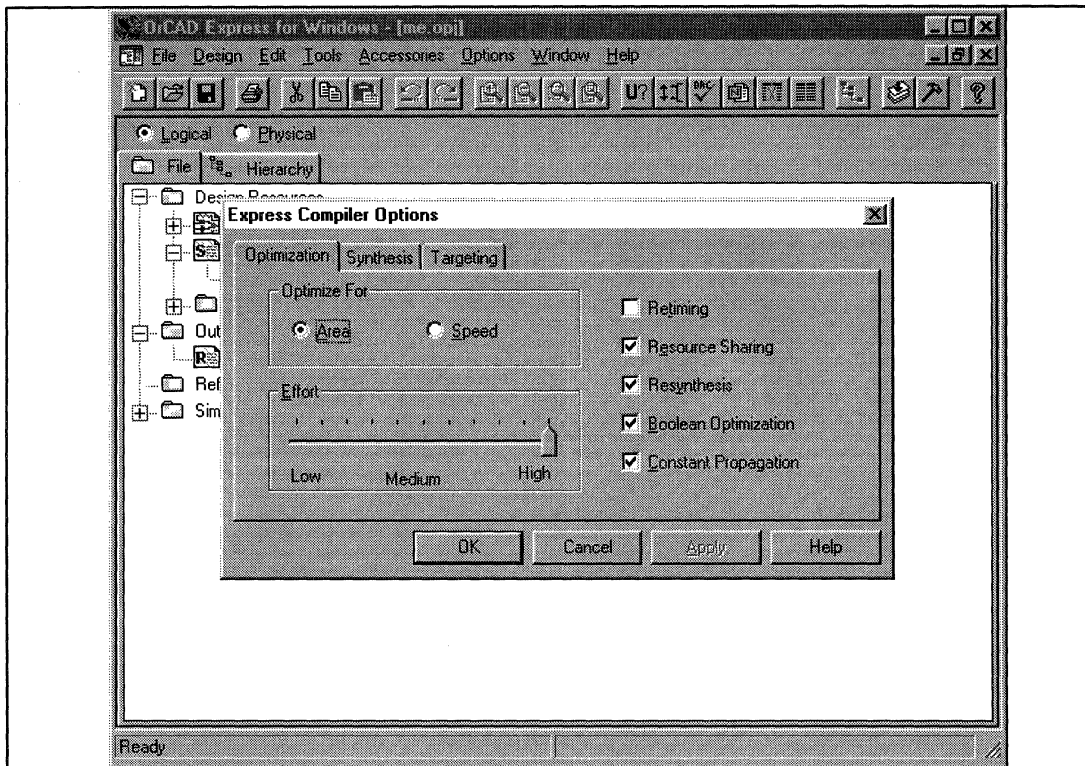 OrCAD Express for Windows - [me.opj]
File Design Edit Tools Accessories Options Window Help
U? DRC ?
Logical Physical
File Hierarchy
Design Resources
Express Compiler Options
S
Optimization Synthesis Targeting
Optimize For
Area Speed
Retiming
Resource Sharing
Out
R
Resynthesis
Ref
Effort
Sim
Boolean Optimization
Constant Propagation
Low Medium High
OK Cancel Apply Help
Ready